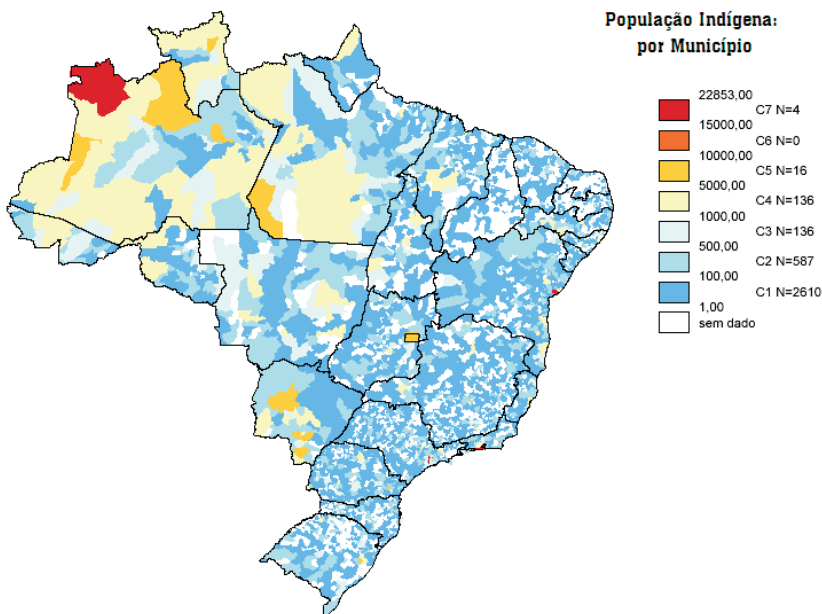 População Indígena:
por Município
22853,00
C7 N=4
15000,00
C6 N=0
10000,00
C5 N=16
5000,00
C4 N=136
1000,00
C3 N=136
500,00
C2 N=587
100,00
C1 N=2610
1,00
sem dado